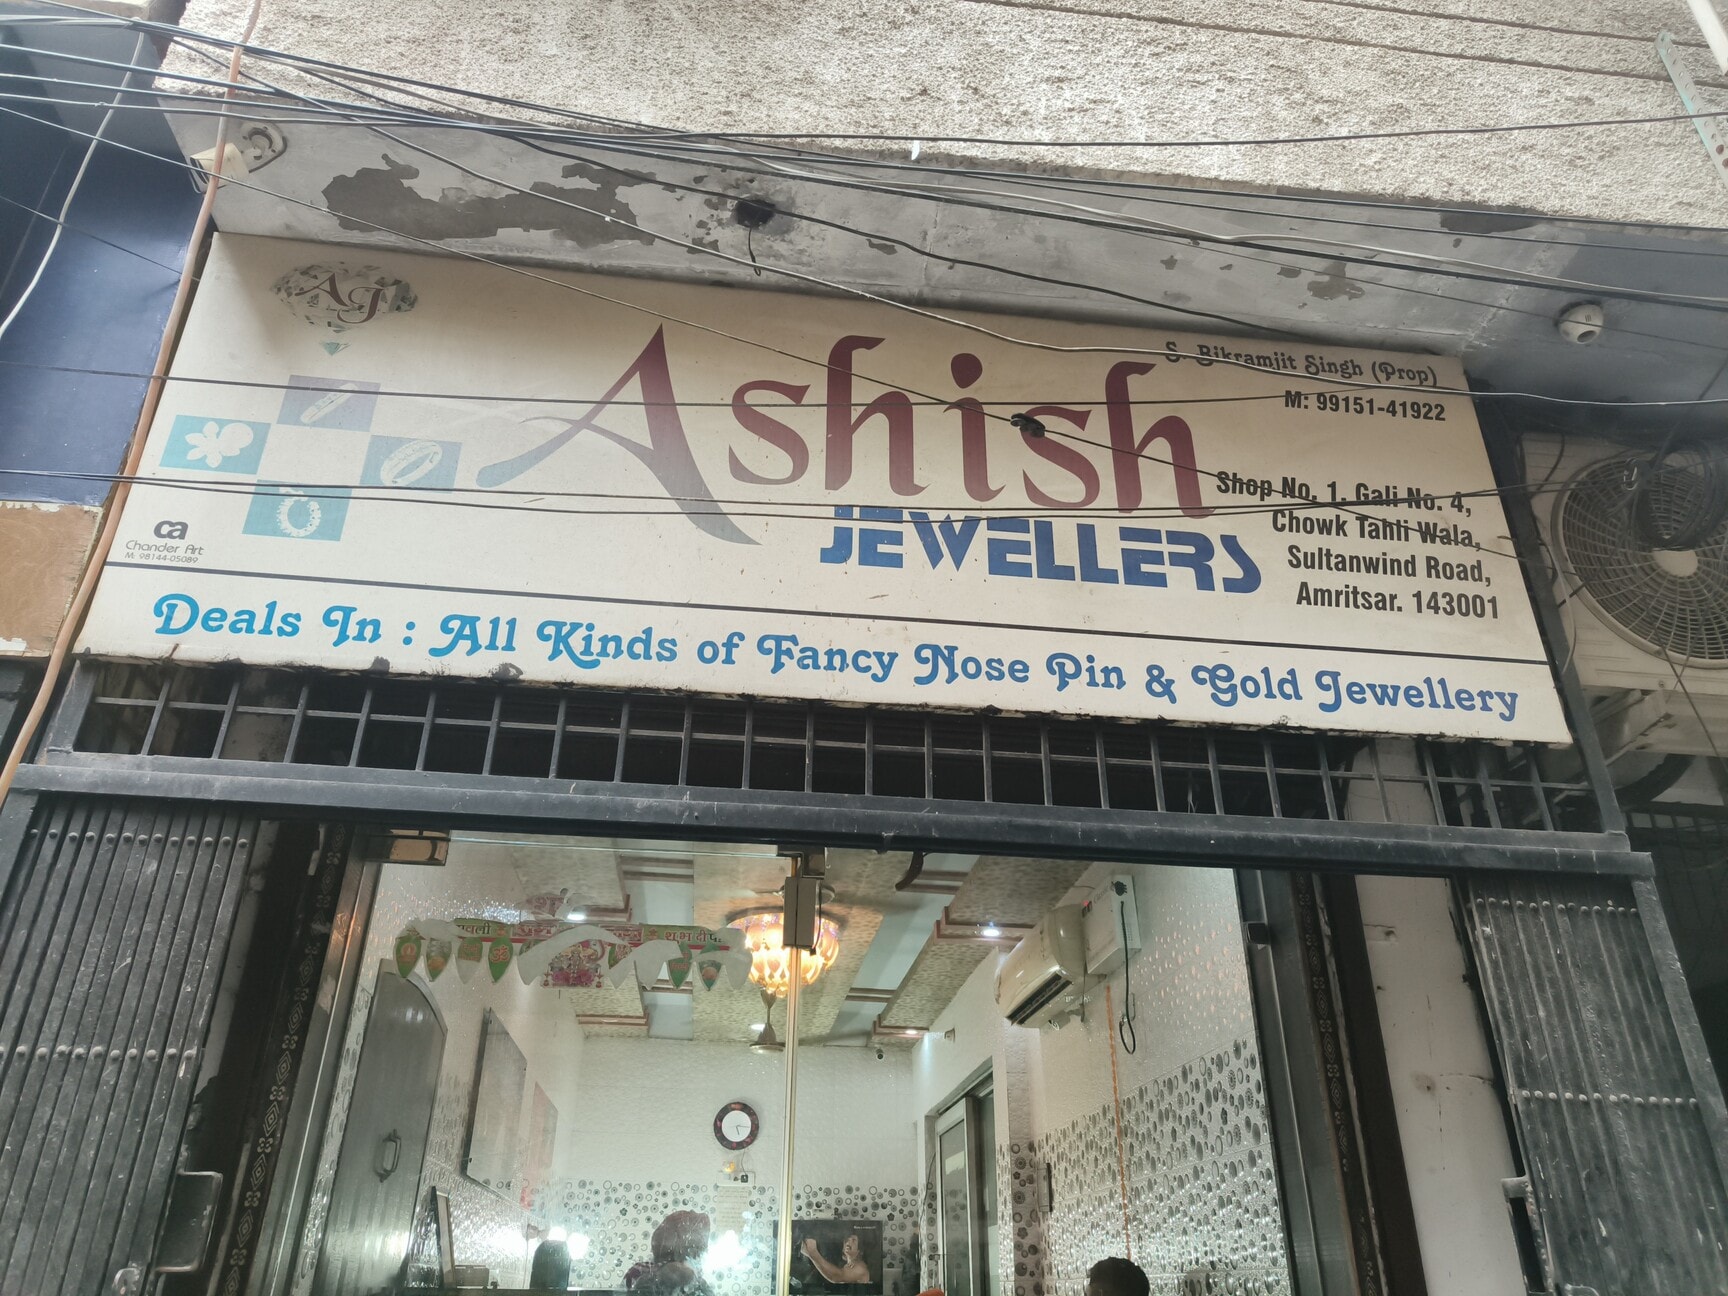 AJ
S. Bikramjit Singh (Prop)
M: 99151-41922
Ashish
JEWELLERS
Shop No. 1, Gali No. 4,
Chowk Tahli Wala,
Sultanwind Road,
Amritsar. 143001
ca
Chander Art
M. 98144-05089
Deals In : All Kinds of Fancy Nose Pin & Gold Jewellery